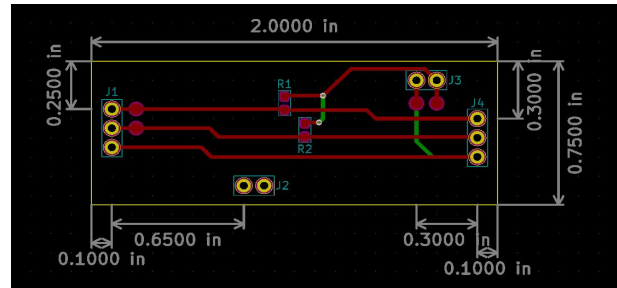 2.0000 in
0.2500 in
J1
R1
J3
J4
0.3000 in
0.7500 in
R2
J2
0.6500 in
0.3000 in
0.1000 in
0.1000 in